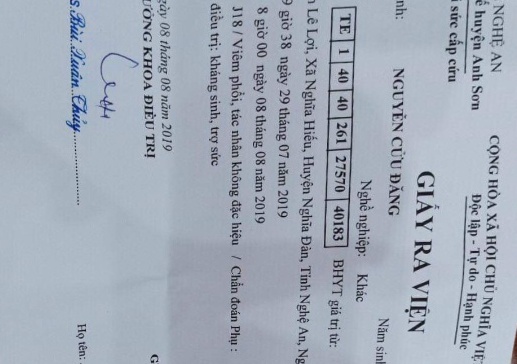 NGHỆ AN
huyện Anh Sơn
sức cấp cứu
CỘNG HÒA XÃ HỘI CHỦ NGHĨA VIỆ
Độc lập - Tự do - Hạnh phúc
GIẤY RA VIỆN
nh: NGUYỄN CỬU ĐĂNG Năm sinh
Nghề nghiệp: Khác
TE 1 40 40 261 27570 40183 BHYT giá trị từ:
n Lê Lợi, Xã Nghĩa Hiếu, Huyện Nghĩa Đàn, Tỉnh Nghệ An, Ng
9 giờ 38 ngày 29 tháng 07 năm 2019
8 giờ 00 ngày 08 tháng 08 năm 2019
J18 / Viêm phổi, tác nhân không đặc hiệu / Chẩn đoán Phụ :
điều trị: kháng sinh, trợ sức
gày 08 tháng 08 năm 2019
ƯỞNG KHOA ĐIỀU TRỊ
G
s. Bùi Xuân Thủy
Họ tên: